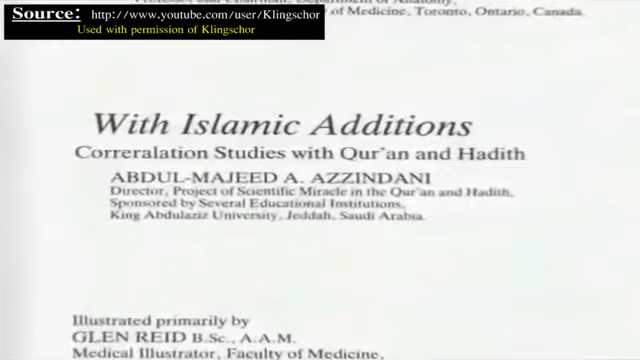 Source: http://www.youtube.com/user/Klingschor
Used with permission of Klingschor
of Medicine, Toronto, Ontario, Canada.
With Islamic Additions
Correralation Studies with Qur'an and Hadith
ABDUL-MAJEED A. AZZINDANI
Director, Project of Scientific Miracle in the Qur'an and Hadith,
Sponsored by Several Educational Institutions,
King Abdulaziz University, Jeddah, Saudi Arabia.
Illustrated primarily by
GLEN REID B.Sc., A.A.M.
Medical Illustrator, Faculty of Medicine,